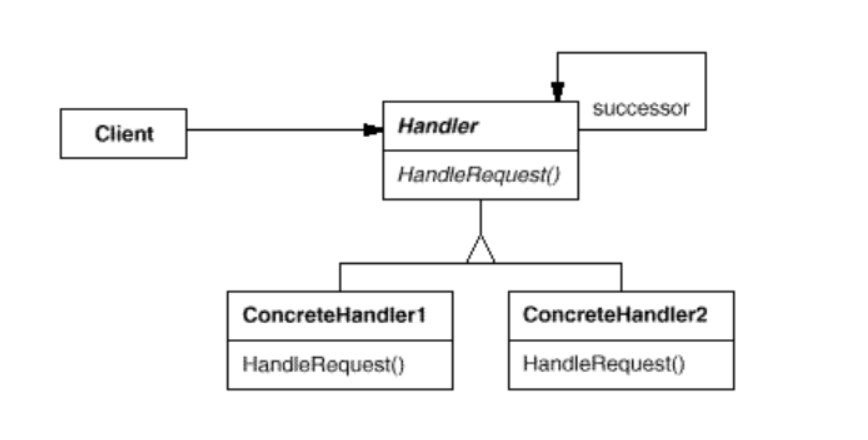 successor
Client
Handler
HandleRequest()
ConcreteHandler1
ConcreteHandler2
HandleRequest()
HandleRequest()